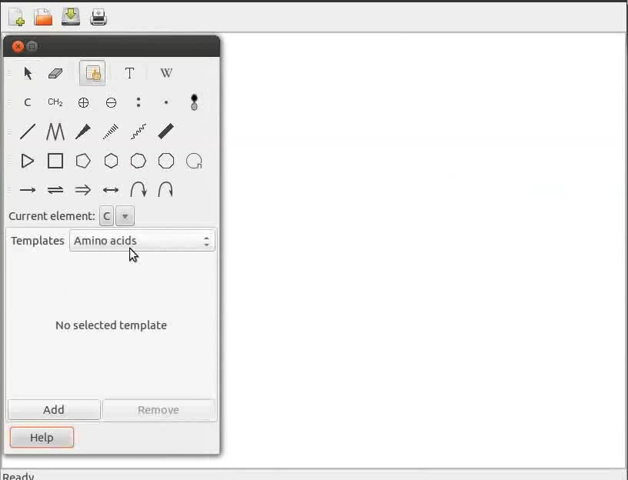 T W
C CH2
Current element: C
Templates Amino acids
No selected template
Add Remove
Help
Ready